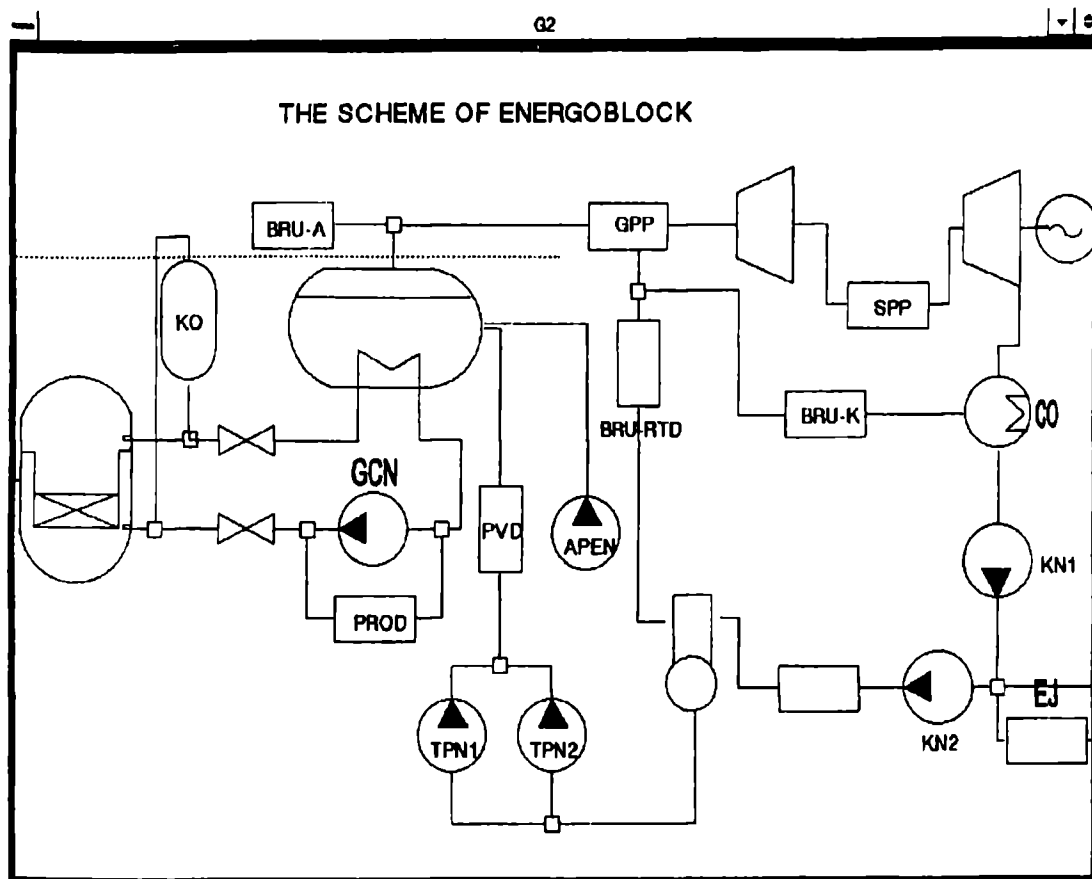 G2
THE SCHEME OF ENERGOBLOCK
BRU-A
GPP
KO
SPP
BRU-RTD
BRU-K
CO
GCN
PVD
APEN
KN1
PROD
EJ
TPN1
TPN2
KN2